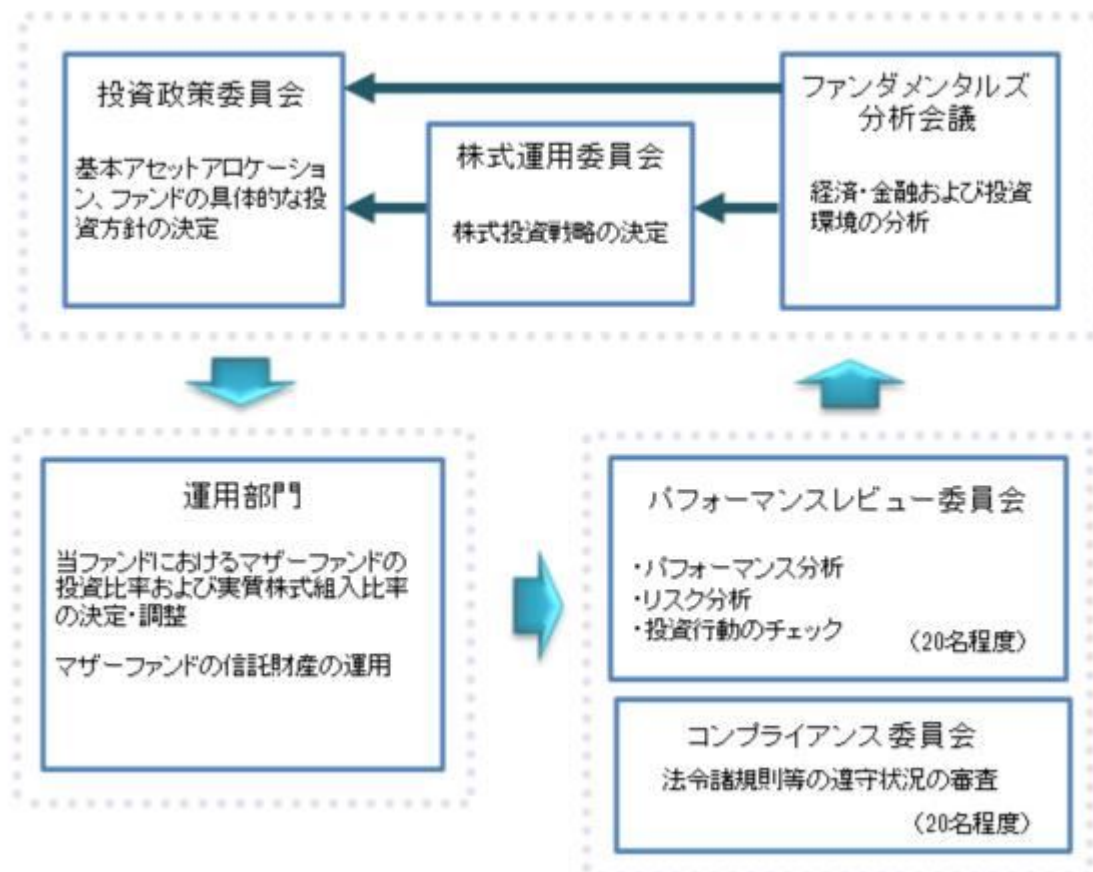 投資政策委員会
基本アセットアロケーショ
ン、ファンドの具体的な投
資方針の決定
株式運用委員会
株式投資戦略の決定
ファンダメンタルズ
分析会議
経済・金融および投資
環境の分析
運用部門
当ファンドにおけるマザーファンドの
投資比率および実質株式組入比率
の決定・調整
マザーファンドの信託財産の運用
パフォーマンスレビュー委員会
・パフォーマンス分析
・リスク分析
・投資行動のチェック
（20名程度）
コンプライアンス委員会
法令諸規則等の遵守状況の審査
（20名程度）